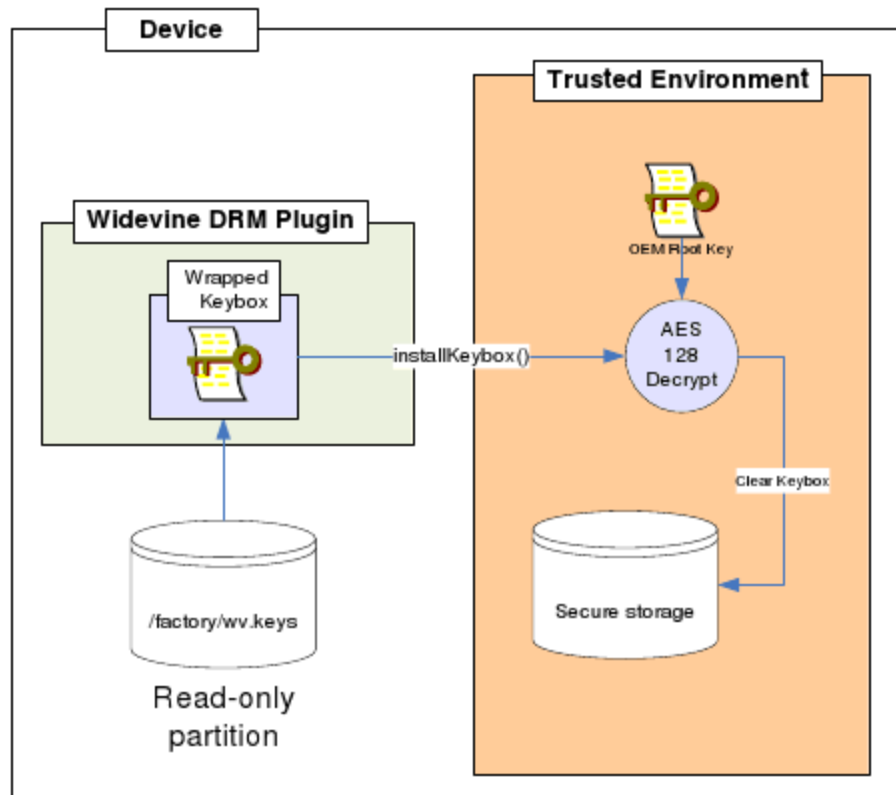 Device
Trusted Environment
OEM Root Key
Widevine DRM Plugin
Wrapped
Keybox
installKeybox()
AES
128
Decrypt
Clear Keybox
/factory/wv.keys
Secure storage
Read-only
partition